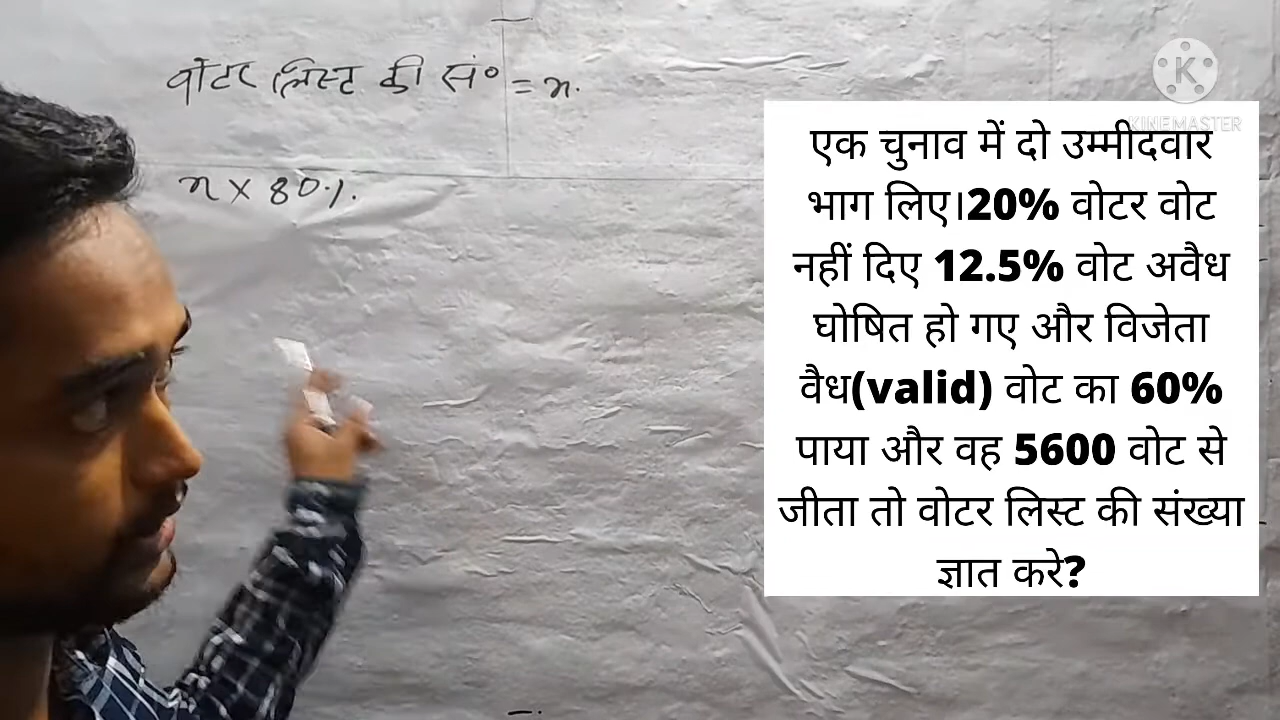 वोटर लिस्ट की सं० = x.
x × 80%.
KINEMASTER
एक चुनाव में दो उम्मीदवार
भाग लिए।20% वोटर वोट
नहीं दिए 12.5% वोट अवैध
घोषित हो गए और विजेता
वैध(valid) वोट का 60%
पाया और वह 5600 वोट से
जीता तो वोटर लिस्ट की संख्या
ज्ञात करे?